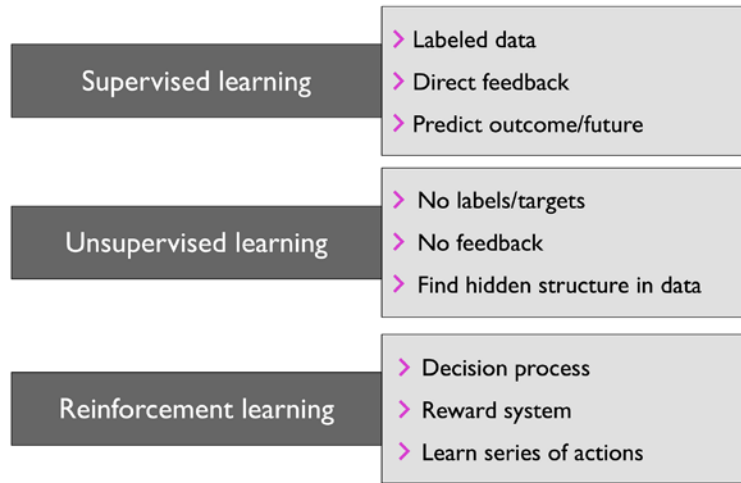 Supervised learning
Labeled data
Direct feedback
Predict outcome/future
Unsupervised learning
No labels/targets
No feedback
Find hidden structure in data
Reinforcement learning
Decision process
Reward system
Learn series of actions